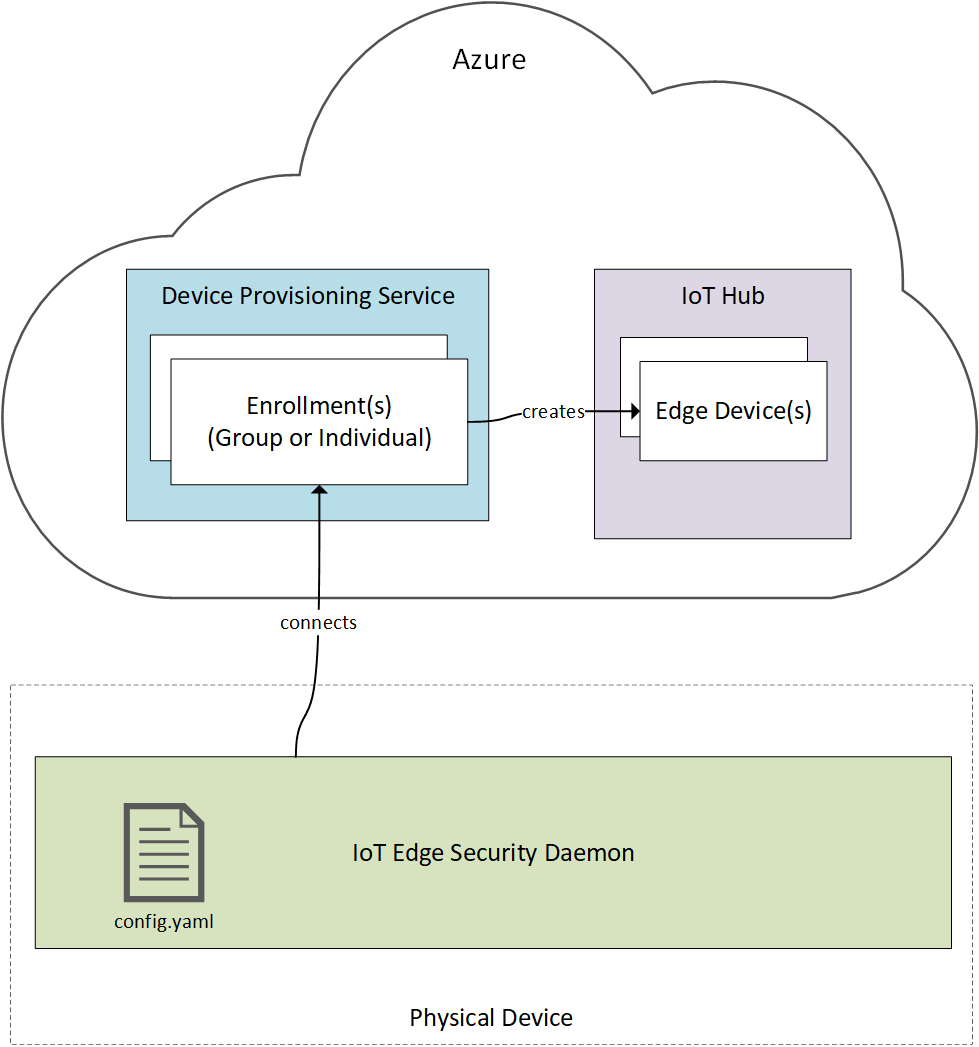 Azure
Device Provisioning Service
IoT Hub
Enrollment(s)
(Group or Individual)
creates
Edge Device(s)
connects
IoT Edge Security Daemon
config.yaml
Physical Device